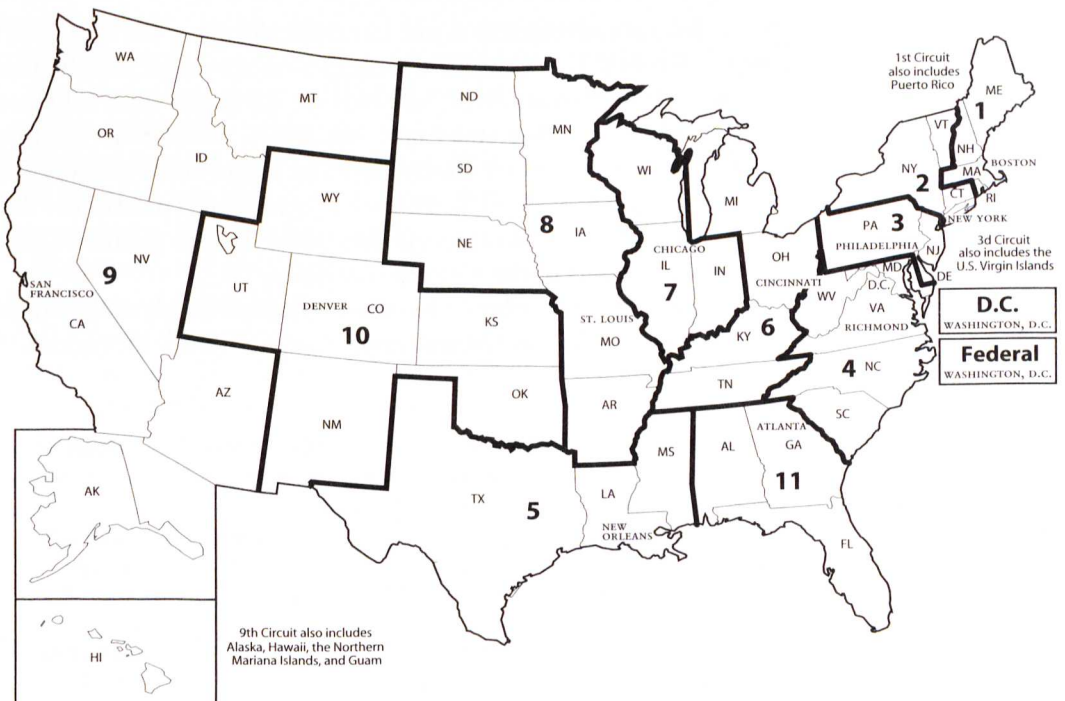 WA
OR
ID
MT
ND
SD
NE
MN
8
IA
WY
9
NV
UT
SAN
FRANCISCO
CA
DENVER
CO
10
KS
ST. LOUIS
MO
AZ
NM
OK
AR
WI
MI
CHICAGO
IL
7
IN
OH
CINCINNATI
KY
6
TN
1st Circuit
also includes
Puerto Rico
ME
1
VT
NH
MA
BOSTON
NY
2
CT
RI
NEW YORK
PA
3
PHILADELPHIA
NJ
3d Circuit
also includes the
U.S. Virgin Islands
MD
DE
D.C.
WV
VA
RICHMOND
D.C.
WASHINGTON, D.C.
Federal
WASHINGTON, D.C.
4
NC
SC
ATLANTA
GA
AL
MS
11
TX
5
LA
NEW
ORLEANS
FL
AK
HI
9th Circuit also includes
Alaska, Hawaii, the Northern
Mariana Islands, and Guam